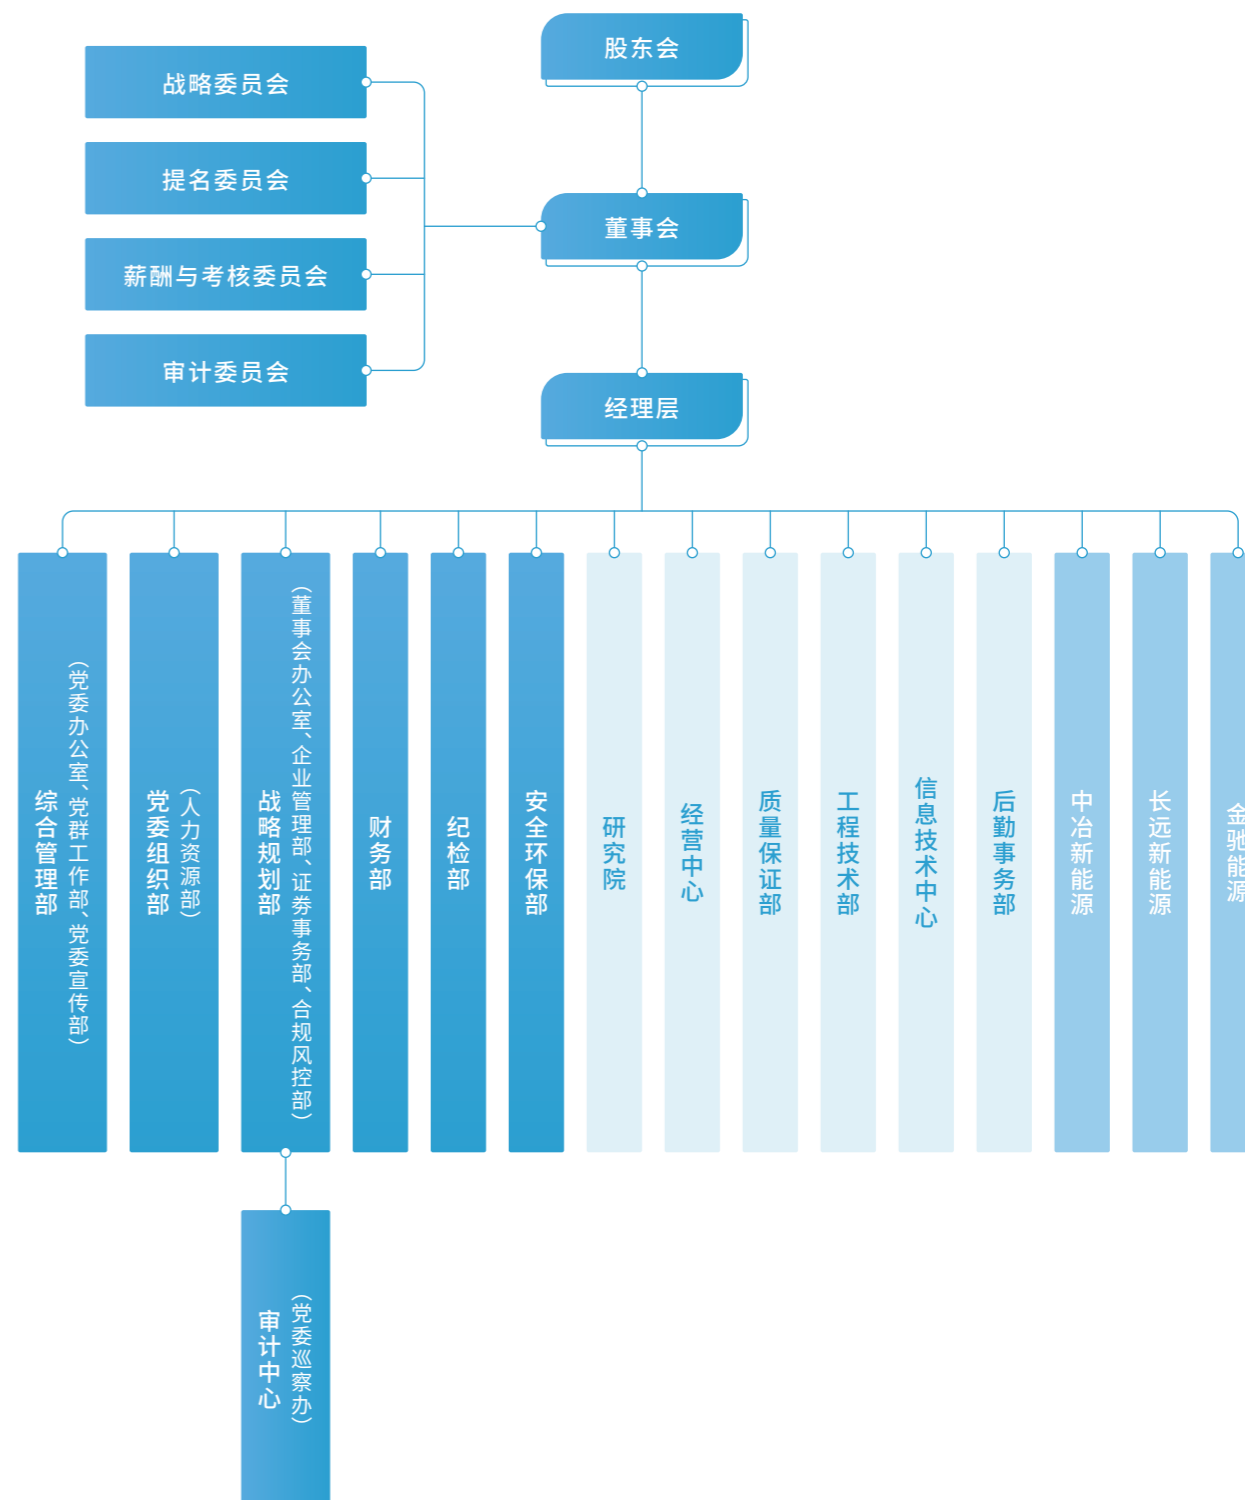 股东会
战略委员会
提名委员会
董事会
薪酬与考核委员会
审计委员会
经理层
综合管理部
（党委办公室、党群工作部、党委宣传部）
党委组织部
（人力资源部）
战略规划部
（董事会办公室、企业管理部、证券事务部、合规风控部）
财务部
纪检部
安全环保部
研究院
经营中心
质量保证部
工程技术部
信息技术中心
后勤事务部
中冶新能源
长远新能源
金驰能源
审计中心
（党委巡察办）